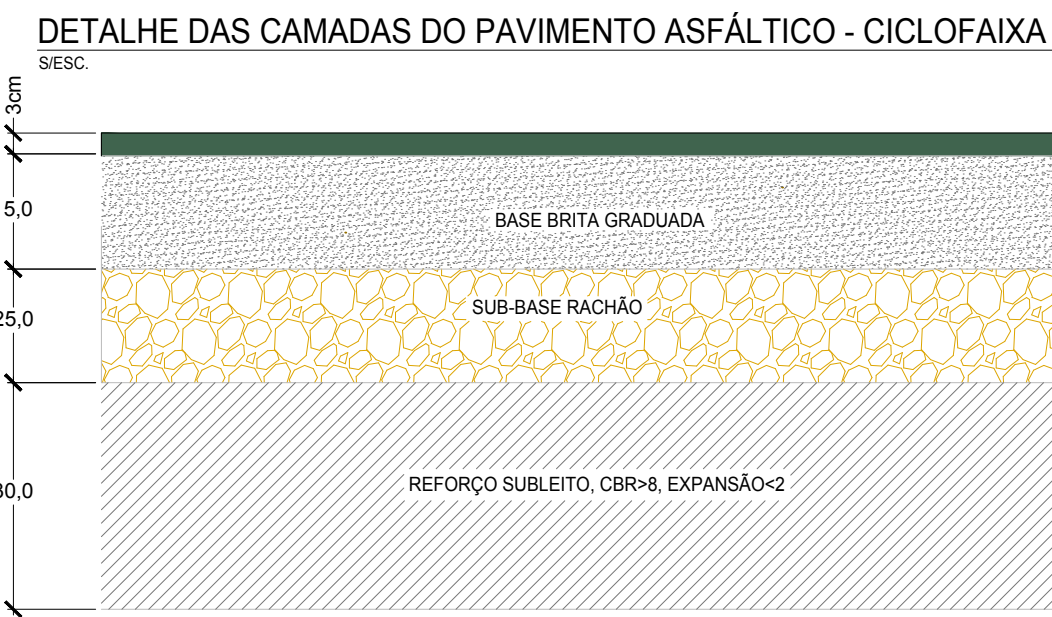 DETALHE DAS CAMADAS DO PAVIMENTO ASFÁLTICO - CICLOFAIXA
S/ESC.
3cm
5,0
BASE BRITA GRADUADA
25,0
SUB-BASE RACHÃO
30,0
REFORÇO SUBLEITO, CBR>8, EXPANSÃO<2